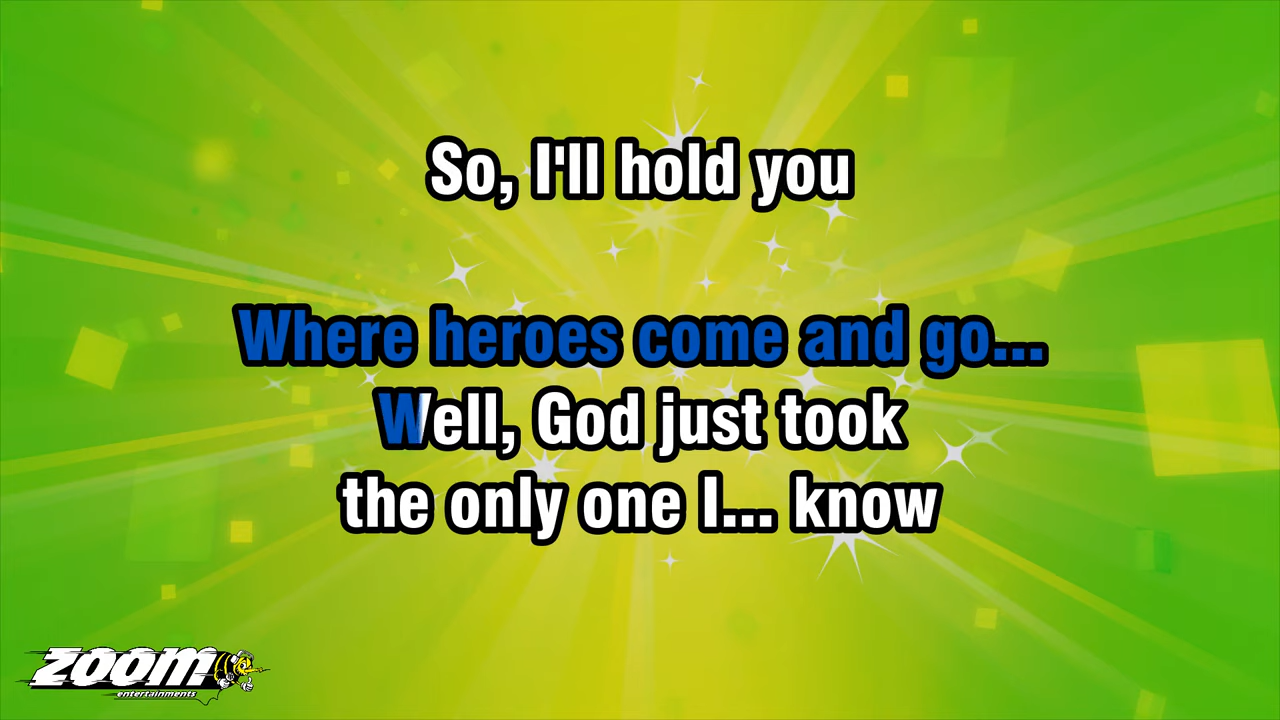 So, I'll hold you
Where heroes come and go...
Well, God just took
the only one I... know
ZOOM
entertainments